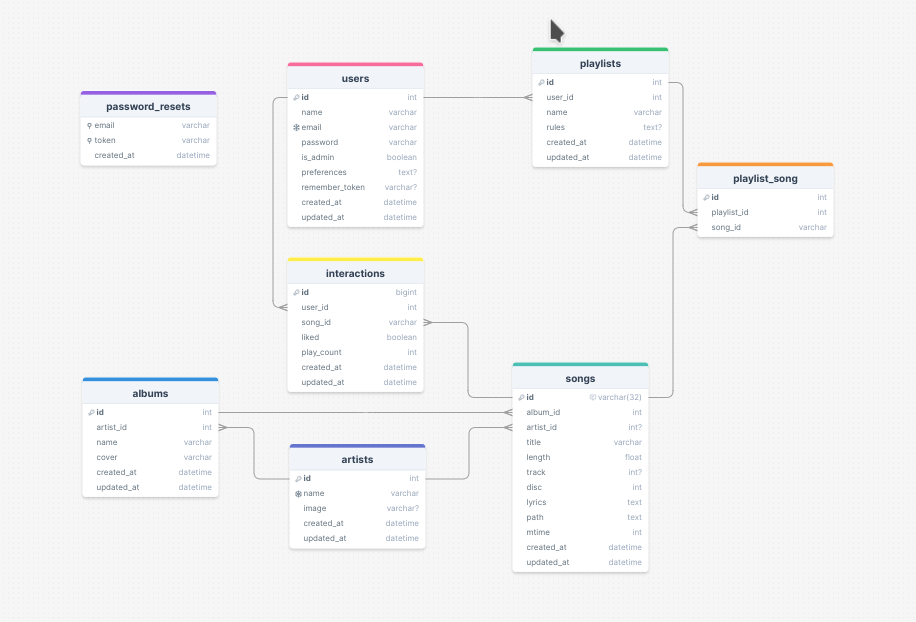 password_resets
email varchar
token varchar
created_at datetime
users
id int
name varchar
email varchar
password varchar
is_admin boolean
preferences text?
remember_token varchar?
created_at datetime
updated_at datetime
playlists
id int
user_id int
name varchar
rules text?
created_at datetime
updated_at datetime
playlist_song
id int
playlist_id int
song_id varchar
interactions
id bigint
user_id int
song_id varchar
liked boolean
play_count int
created_at datetime
updated_at datetime
albums
id int
artist_id int
name varchar
cover varchar
created_at datetime
updated_at datetime
artists
id int
name varchar
image varchar?
created_at datetime
updated_at datetime
songs
id varchar(32)
album_id int
artist_id int?
title varchar
length float
track int?
disc int
lyrics text
path text
mtime int
created_at datetime
updated_at datetime